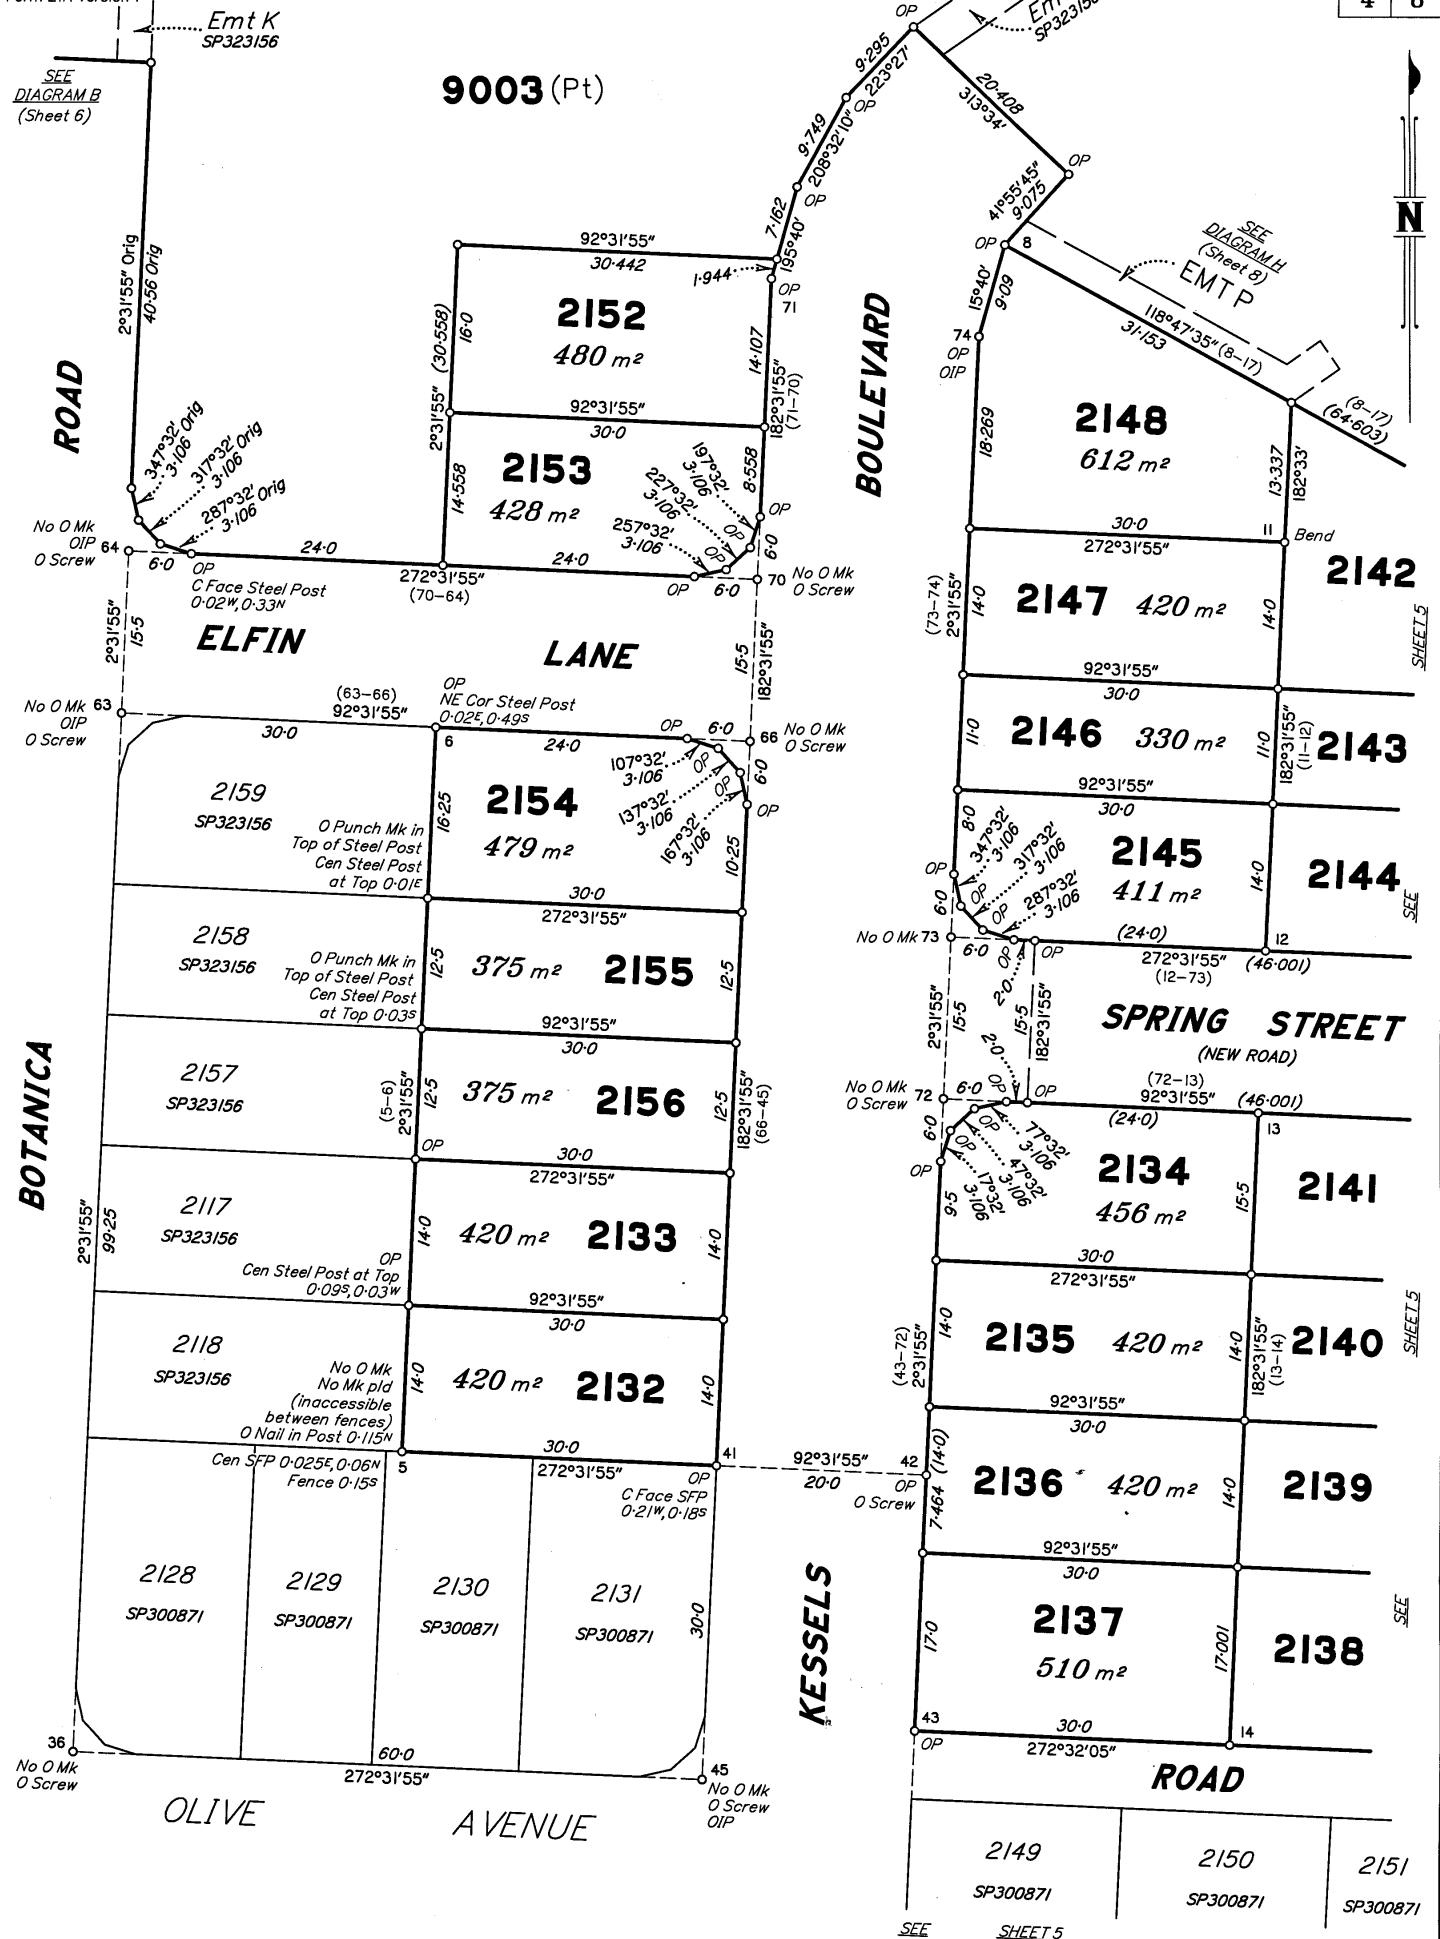 Emt K
SP323156
SP32315
4 8
SEE
DIAGRAM B
(Sheet 6)
9003 (Pt)
OP
9·295
223°27'
OP
9·749
208°32'10"
OP
7·162
195°40'
20·408
313°34'
OP
41°55'45"
9·075
OP 8
SEE
DIAGRAM H
(Sheet 8)
EMT P
N
2°31'55" Orig
40·56 Orig
92°31'55"
30·442
1·944
OP
71
2152
480 m²
2°31'55" (30·558)
16·0
14·107
182°31'55"
(71-70)
15·40'
9·09
74
OP
OIP
118°47'35" (8-17)
31·153
(8-17)
(64·603)
ROAD
BOULEVARD
92°31'55"
30·0
2153
428 m²
14·558
8·558
197°32'
3·106
227°32'
3·106
257°32'
3·106
OP
OP
OP
OP
6·0
6·0
347°32' Orig
3·106
317°32' Orig
3·106
287°32' Orig
3·106
No O Mk
OIP
O Screw
64
6·0
OP
C Face Steel Post
0·02W, 0·33N
24·0
24·0
272°31'55"
(70-64)
70
No O Mk
O Screw
18·269
2148
612 m²
13·337
182°33'
30·0
272°31'55"
11
Bend
2142
SHEET 5
2147 420 m²
(73-74)
2°31'55"
14·0
14·0
2°31'55"
15·5
ELFIN LANE
15·5
182°31'55"
No O Mk
OIP
O Screw
63
(63-66)
92°31'55"
30·0
OP
NE Cor Steel Post
0·02E, 0·49S
6
24·0
OP
6·0
66
No O Mk
O Screw
6·0
107°32'
3·106
137°32'
3·106
167°32'
3·106
OP
OP
OP
92°31'55"
30·0
2146 330 m²
11·0
11·0
182°31'55"
(11-12)
2143
2159
SP323156
O Punch Mk in
Top of Steel Post
Cen Steel Post
at Top 0·01E
16·25
2154
479 m²
10·25
30·0
272°31'55"
92°31'55"
30·0
8·0
2145
411 m²
14·0
2144
SEE
347°32'
3·106
317°32'
3·106
287°32'
3·106
OP
OP
OP
OP
OP
6·0
No O Mk 73
6·0
2·0
(24·0)
272°31'55"
(12-73)
12
(46·001)
2158
SP323156
O Punch Mk in
Top of Steel Post
Cen Steel Post
at Top 0·03S
12·5
375 m² 2155
12·5
92°31'55"
30·0
2°31'55"
15·5
15·5
182°31'55"
2·0
SPRING STREET
(NEW ROAD)
BOTANICA
2157
SP323156
(5-6)
2°31'55"
12·5
375 m² 2156
12·5
182°31'55"
(66-45)
OP
30·0
272°31'55"
No O Mk
O Screw
72
6·0
OP
OP
(72-13)
92°31'55"
(24·0)
(46·001)
13
6·0
OP
OP
OP
77°32'
3·106
47°32'
3·106
17°32'
3·106
9·5
2134
456 m²
15·5
2141
2°31'55"
99·25
2117
SP323156
OP
Cen Steel Post at Top
0·09S, 0·03W
14·0
420 m² 2133
14·0
92°31'55"
30·0
30·0
272°31'55"
2118
SP323156
No O Mk
No Mk pld
(inaccessible
between fences)
O Nail in Post 0·115N
14·0
420 m² 2132
14·0
(43-72)
2°31'55"
14·0
2135 420 m²
14·0
182°31'55"
(13-14)
2140
SHEET 5
92°31'55"
30·0
Cen SFP 0·025E, 0·06N
Fence 0·15S
5
30·0
272°31'55"
41
OP
C Face SFP
0·21W, 0·18S
92°31'55"
20·0
42
OP
O Screw
(14·0)
7·464
2136 420 m²
14·0
2139
92°31'55"
30·0
2128
SP300871
2129
SP300871
2130
SP300871
2131
SP300871
30·0
KESSELS
17·0
2137
510 m²
17·001
2138
SEE
36
No O Mk
O Screw
60·0
272°31'55"
45
No O Mk
O Screw
OIP
43
OP
30·0
272°32'05"
14
ROAD
OLIVE AVENUE
2149
SP300871
2150
SP300871
2151
SP300871
SEE SHEET 5